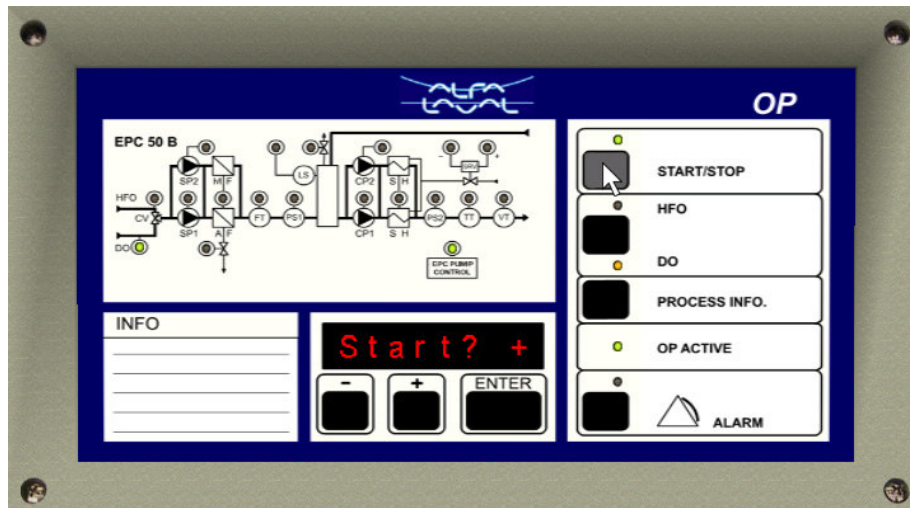 ALFA
LAVAL
OP
EPC 50 B
SP2
M F
LS
CP2
S H
SRV
- +
HFO
CV
SP1
A F
FT
PS1
CP1
S H
PS2
TT
VT
DO
EPC PUMP
CONTROL
START/STOP
HFO
DO
PROCESS INFO.
OP ACTIVE
ALARM
INFO
Start? +
- + ENTER